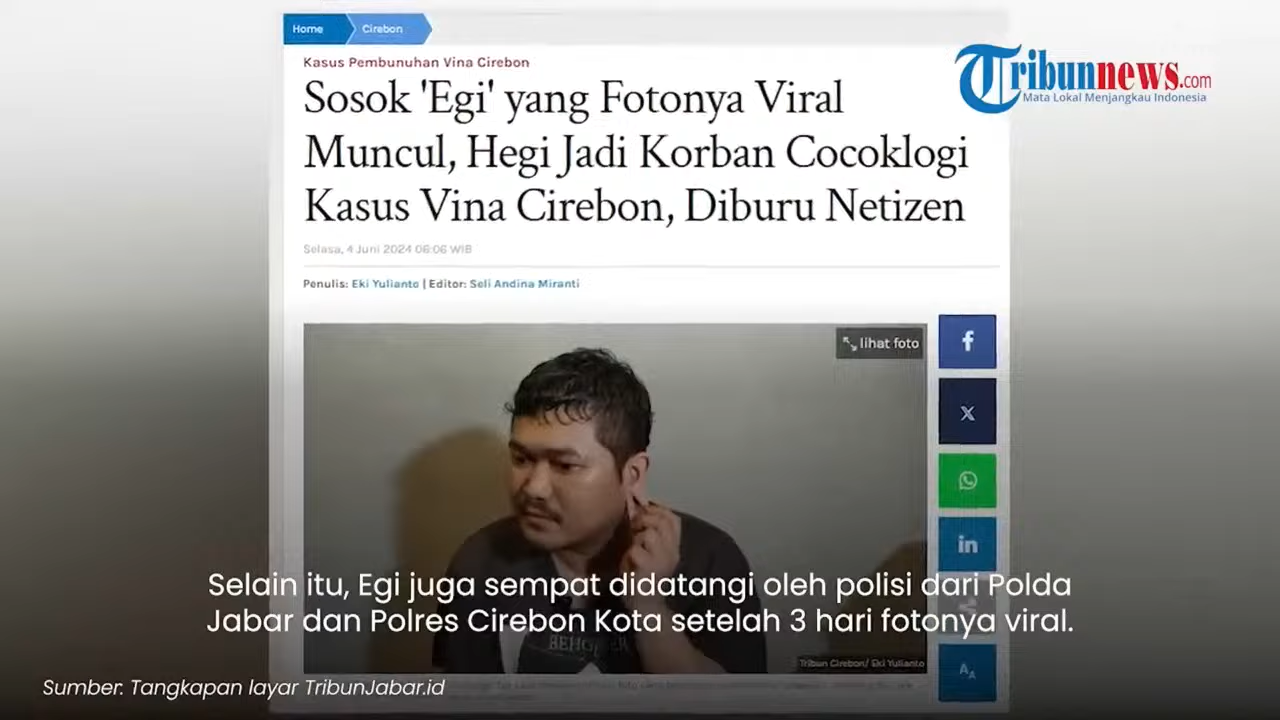 Home
Cirebon
Tribunnews.com
Mata Lokal Menjangkau Indonesia
Kasus Pembunuhan Vina Cirebon
Sosok 'Egi' yang Fotonya Viral
Muncul, Hegi Jadi Korban Cocoklogi
Kasus Vina Cirebon, Diburu Netizen
Selasa, 4 Juni 2024 06:06 WIB
Penulis: Eki Yulianto | Editor: Seli Andina Miranti
lihat foto
Selain itu, Egi juga sempat didatangi oleh polisi dari Polda
Jabar dan Polres Cirebon Kota setelah 3 hari fotonya viral.
Tribun Cirebon/ Eki Yulianto
Sumber: Tangkapan layar TribunJabar.id